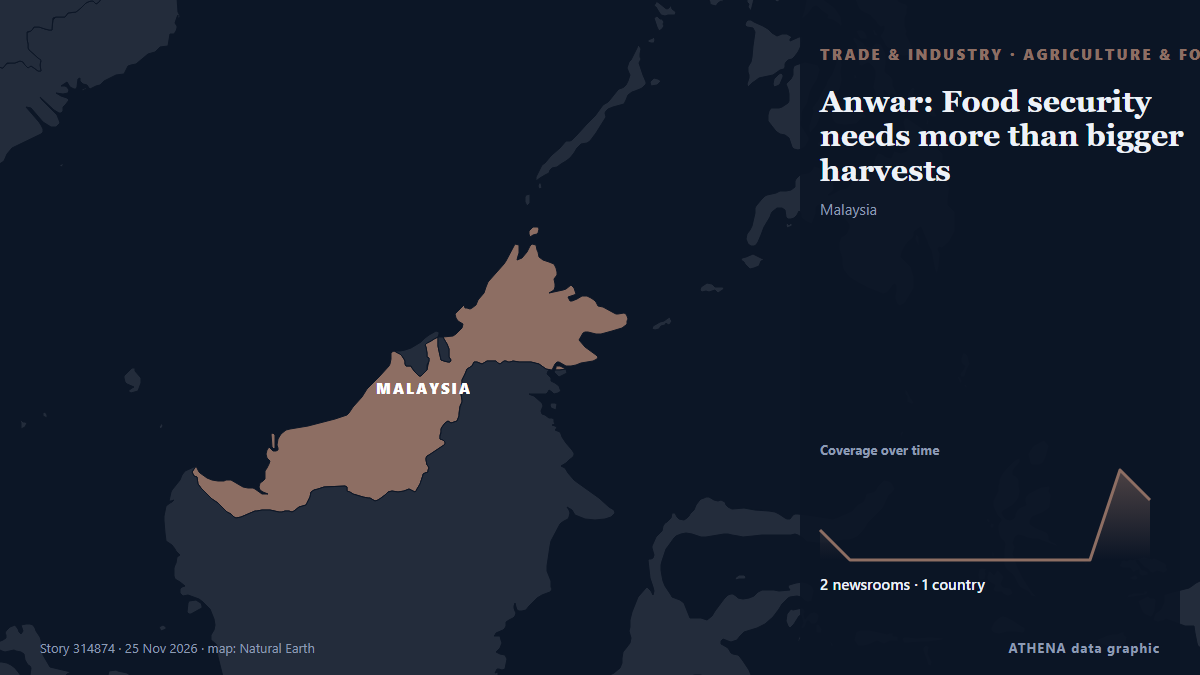 TRADE & INDUSTRY · AGRICULTURE & FO
Anwar: Food security
needs more than bigger
harvests
Malaysia
MALAYSIA
Coverage over time
2 newsrooms · 1 country
Story 314874 · 25 Nov 2026 · map: Natural Earth
ATHENA data graphic